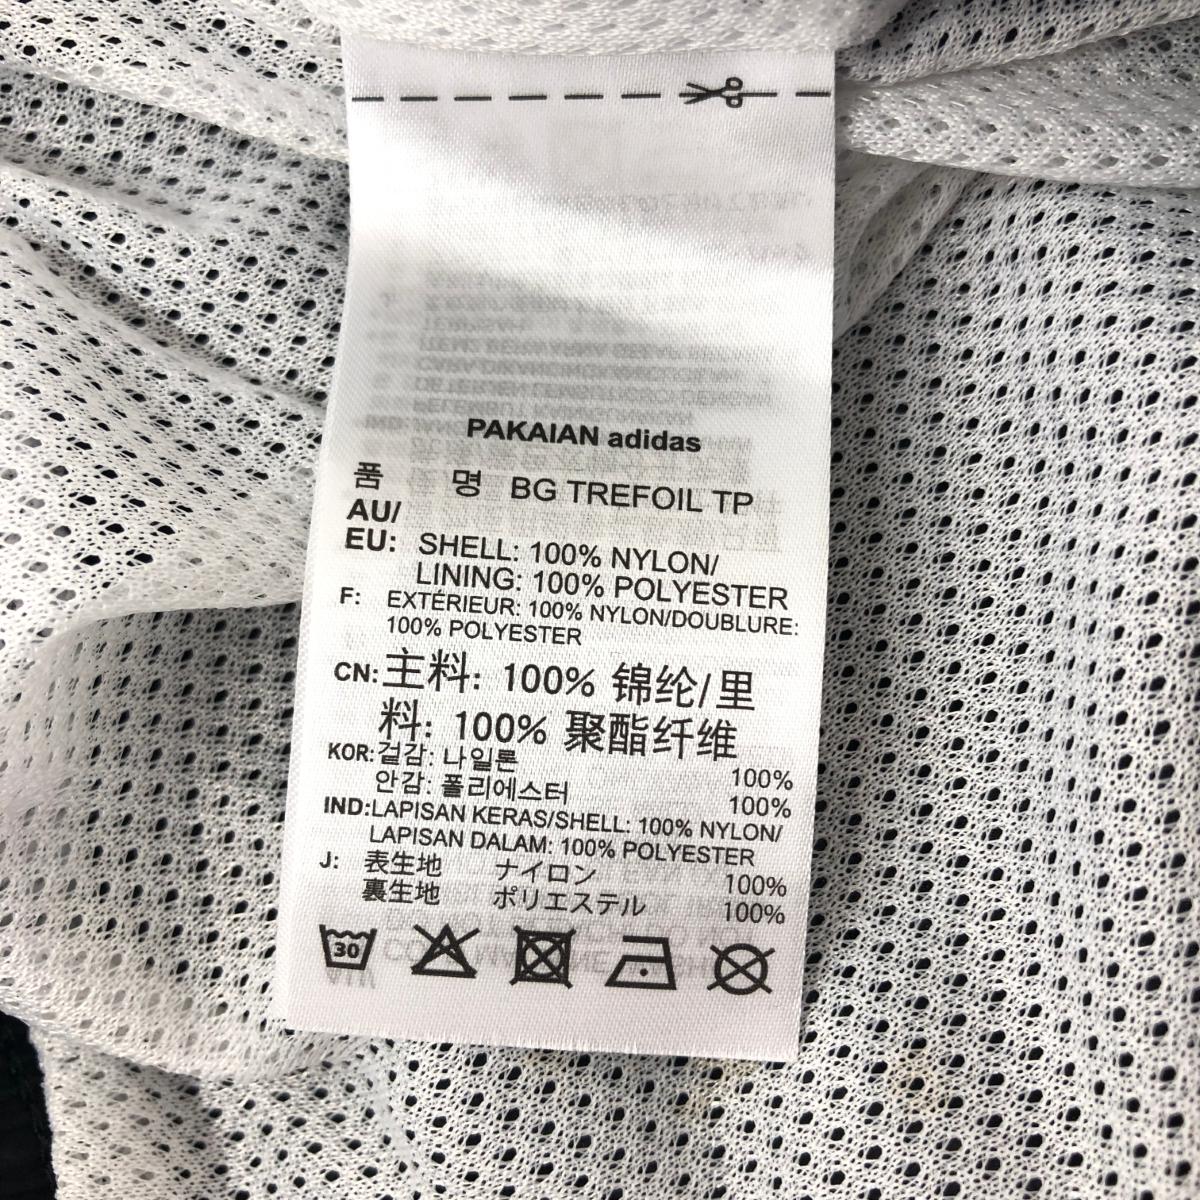 PAKAIAN adidas
품 명 BG TREFOIL TP
AU/
EU: SHELL: 100% NYLON/
LINING: 100% POLYESTER
F: EXTÉRIEUR: 100% NYLON/DOUBLURE:
100% POLYESTER
CN: 主料: 100% 锦纶/里
料: 100% 聚酯纤维
KOR: 겉감: 나일론 100%
안감: 폴리에스터 100%
IND: LAPISAN KERAS/SHELL: 100% NYLON/
LAPISAN DALAM: 100% POLYESTER
J: 表生地 ナイロン 100%
裏生地 ポリエステル 100%
30